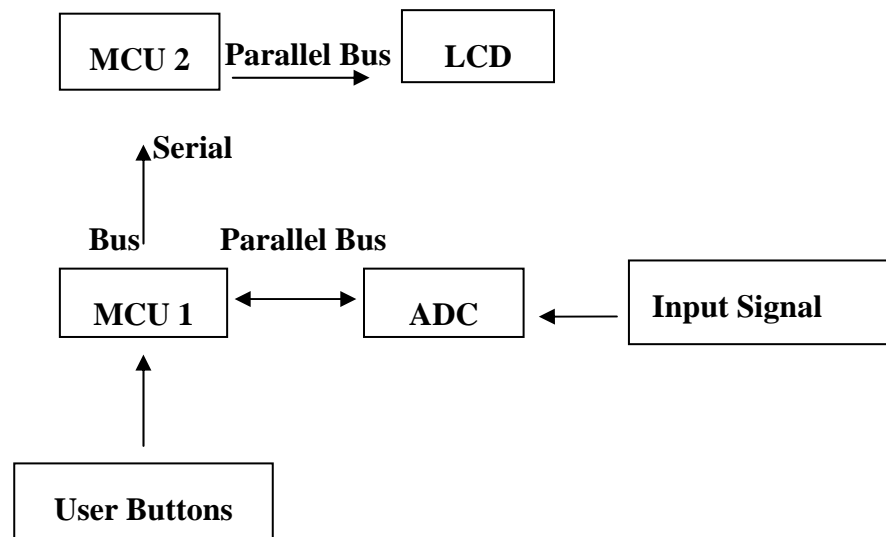 MCU 2
Parallel Bus
LCD
Serial
Bus
Parallel Bus
MCU 1
ADC
Input Signal
User Buttons